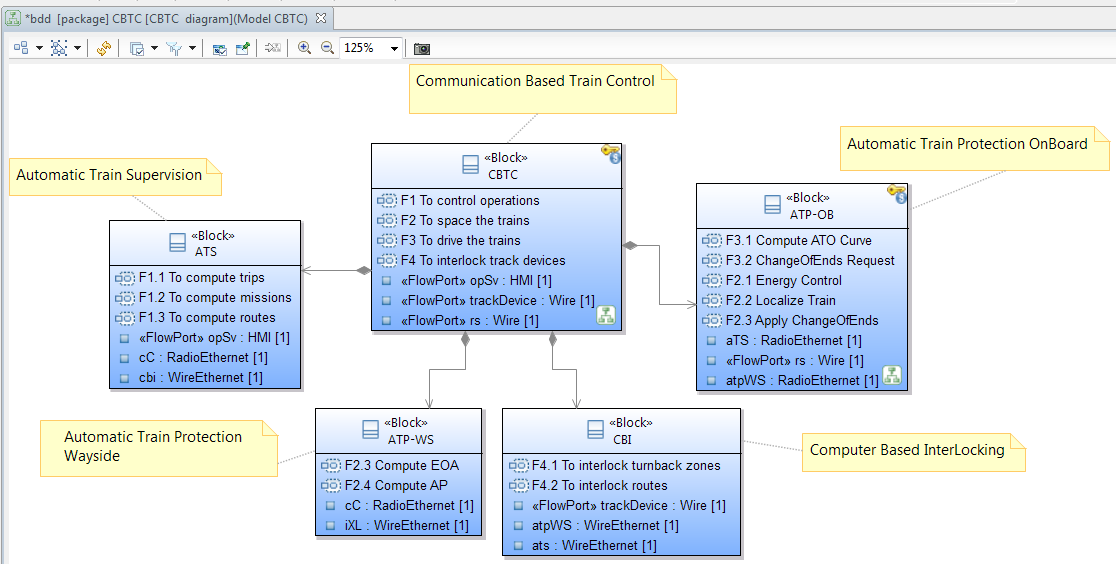 *bdd [package] CBTC [CBTC diagram](Model CBTC)
125%
Communication Based Train Control
Automatic Train Supervision
Automatic Train Protection OnBoard
«Block»
CBTC
F1 To control operations
F2 To space the trains
F3 To drive the trains
F4 To interlock track devices
«FlowPort» opSv : HMI [1]
«FlowPort» trackDevice : Wire [1]
«FlowPort» rs : Wire [1]
«Block»
ATS
F1.1 To compute trips
F1.2 To compute missions
F1.3 To compute routes
«FlowPort» opSv : HMI [1]
cC : RadioEthernet [1]
cbi : WireEthernet [1]
«Block»
ATP-OB
F3.1 Compute ATO Curve
F3.2 ChangeOfEnds Request
F2.1 Energy Control
F2.2 Localize Train
F2.3 Apply ChangeOfEnds
aTS : RadioEthernet [1]
«FlowPort» rs : Wire [1]
atpWS : RadioEthernet [1]
Automatic Train Protection
Wayside
«Block»
ATP-WS
F2.3 Compute EOA
F2.4 Compute AP
cC : RadioEthernet [1]
iXL : WireEthernet [1]
«Block»
CBI
F4.1 To interlock turnback zones
F4.2 To interlock routes
«FlowPort» trackDevice : Wire [1]
atpWS : WireEthernet [1]
ats : WireEthernet [1]
Computer Based InterLocking